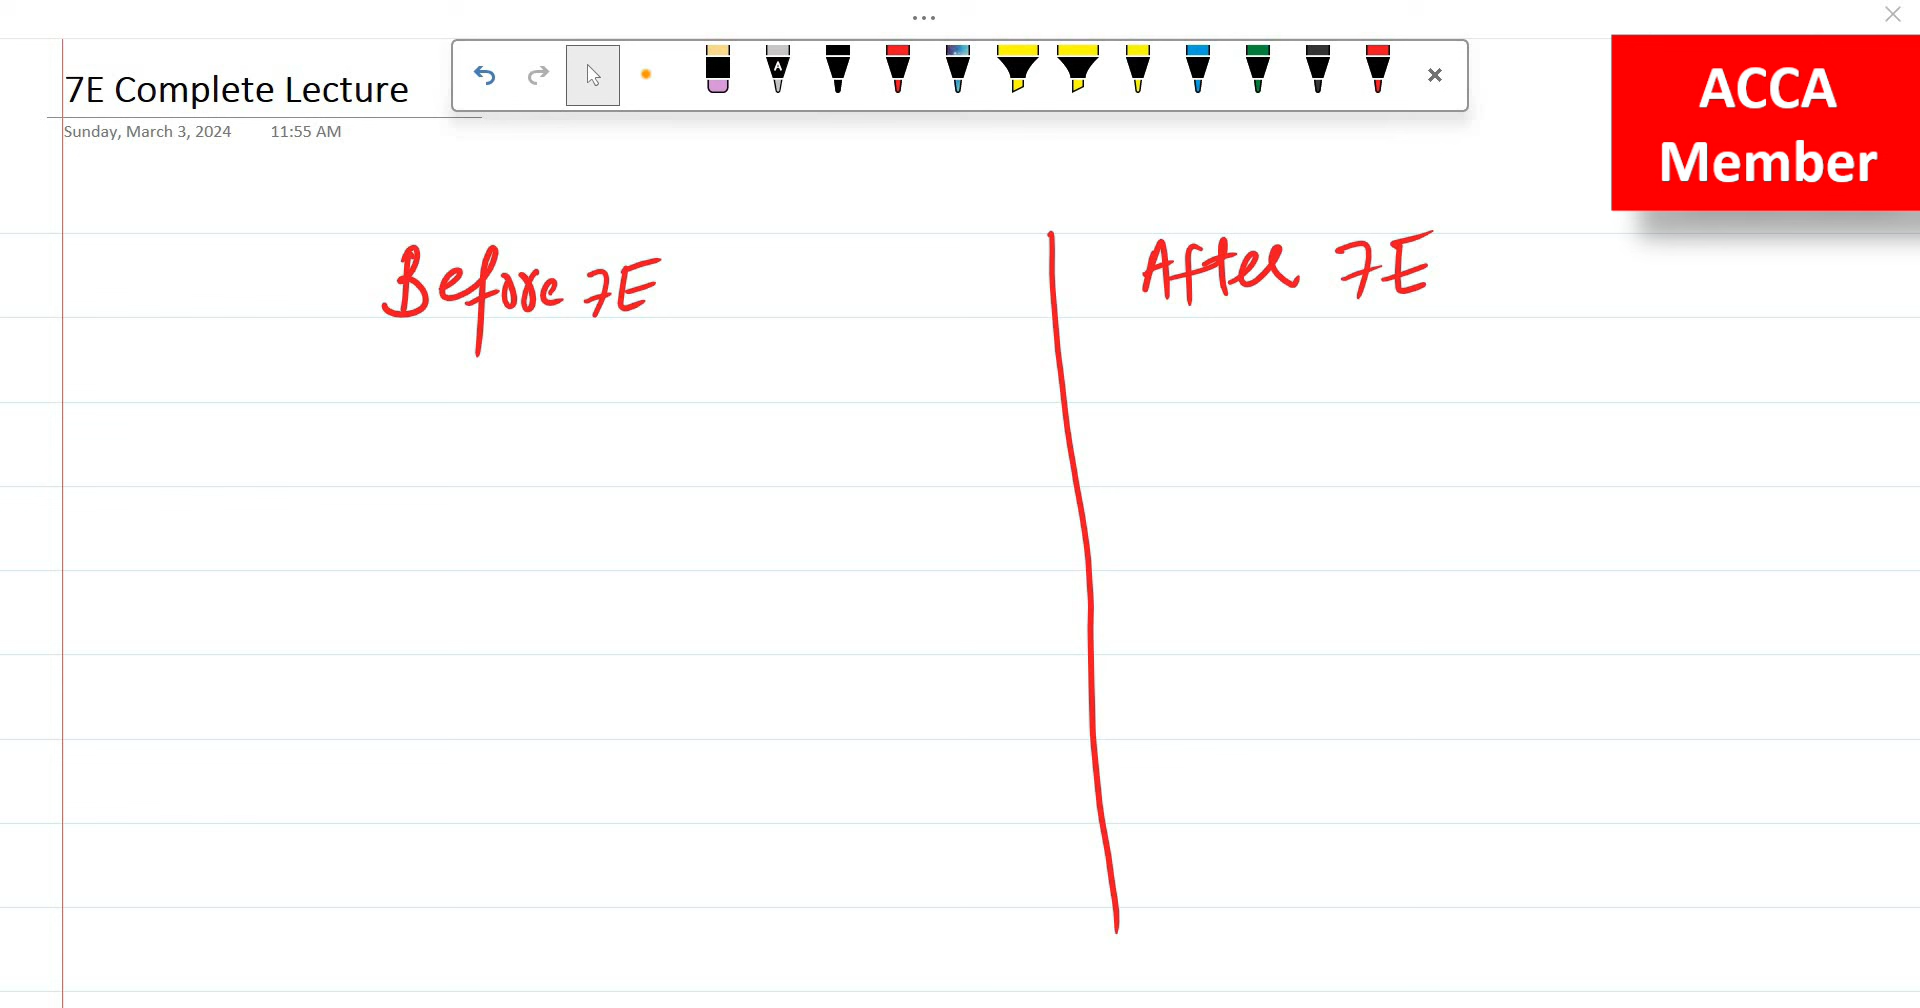 7E Complete Lecture
Sunday, March 3, 2024 11:55 AM
A
ACCA
Member
Before 7E
After 7E